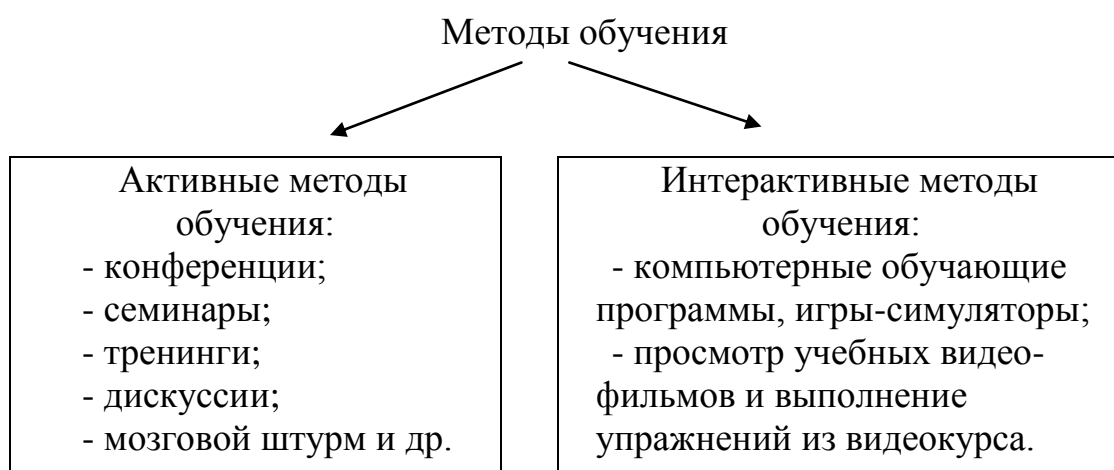 Методы обучения
Активные методы
обучения:
- конференции;
- семинары;
- тренинги;
- дискуссии;
- мозговой штурм и др.
Интерактивные методы
обучения:
- компьютерные обучающие
программы, игры-симуляторы;
- просмотр учебных видео-
фильмов и выполнение
упражнений из видеокурса.